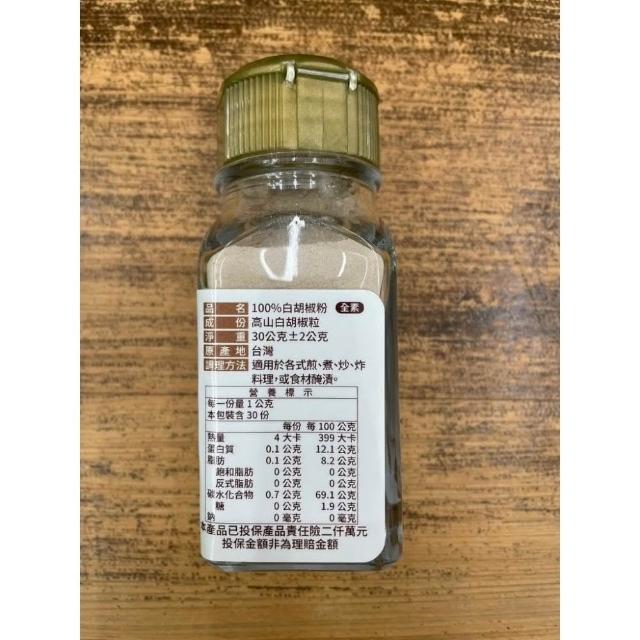 品名 100%白胡椒粉 全素
成份 高山白胡椒粒
淨重 30公克±2公克
原產地 台灣
調理方法 適用於各式煎、煮、炒、炸
料理,或食材醃漬。
營養標示
每一份量 1 公克
本包裝含 30 份
每份 每 100 公克
熱量 4 大卡 399 大卡
蛋白質 0.1 公克 12.1 公克
脂肪 0.1 公克 8.2 公克
飽和脂肪 0 公克 0 公克
反式脂肪 0 公克 0 公克
碳水化合物 0.7 公克 69.1 公克
糖 0 公克 1.9 公克
鈉 0 毫克 0 毫克
本產品已投保產品責任險二仟萬元
投保金額非為理賠金額